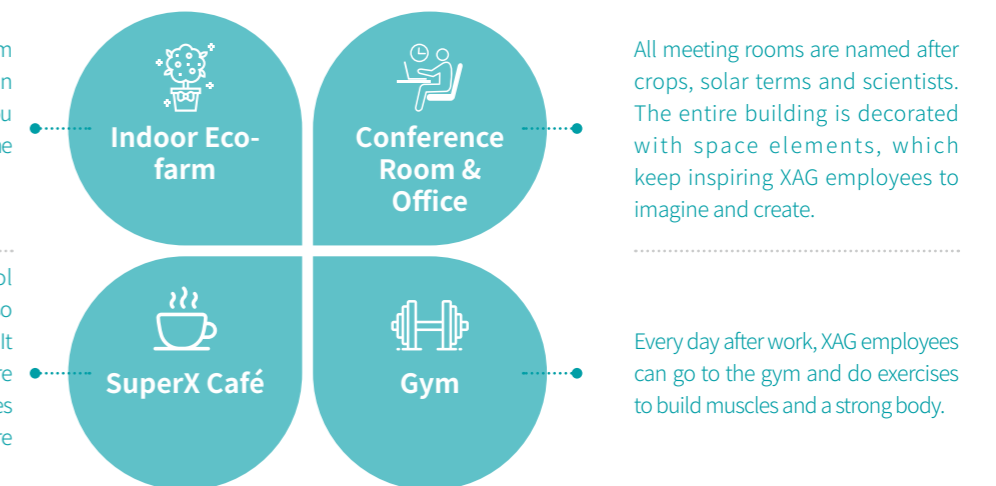 Indoor Eco-
farm
Conference
Room &
Office
All meeting rooms are named after
crops, solar terms and scientists.
The entire building is decorated
with space elements, which
keep inspiring XAG employees to
imagine and create.
It
SuperX Café
Gym
Every day after work, XAG employees
can go to the gym and do exercises
to build muscles and a strong body.